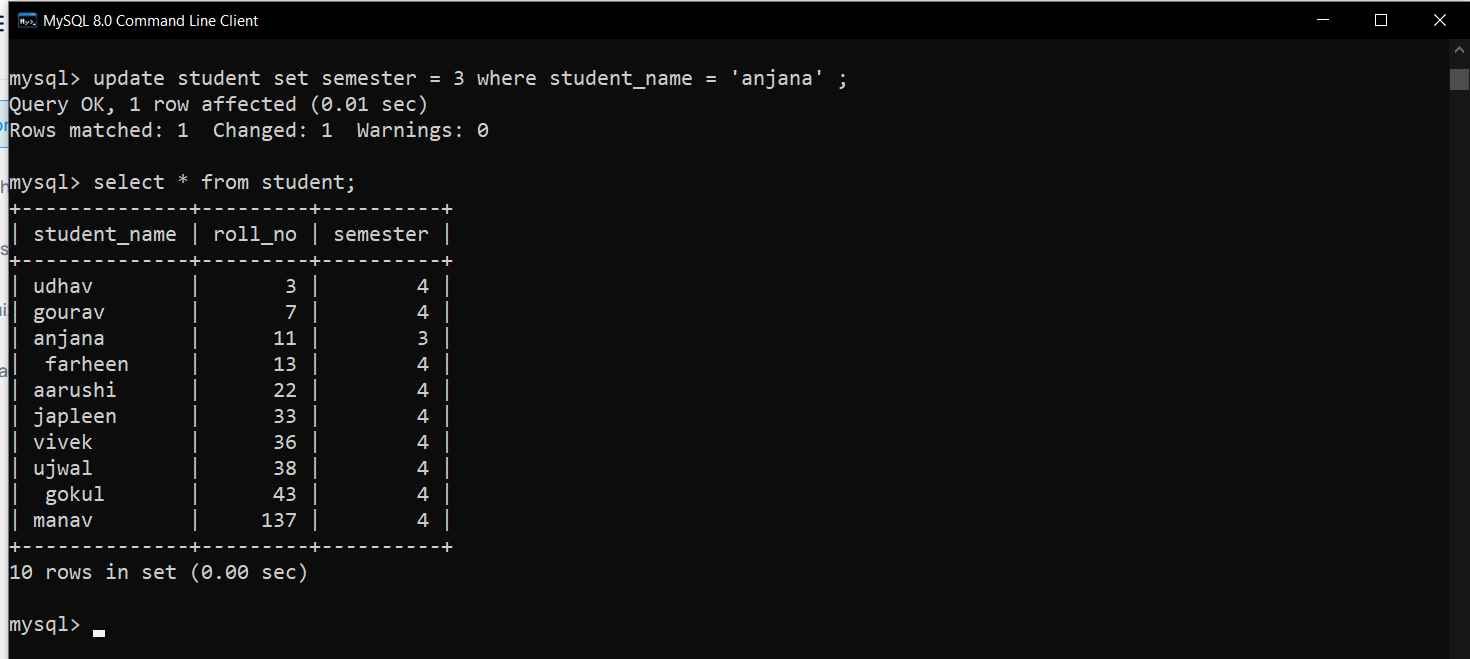 MySQL 8.0 Command Line Client
mysql> update student set semester = 3 where student_name = 'anjana' ;
Query OK, 1 row affected (0.01 sec)
Rows matched: 1  Changed: 1  Warnings: 0
mysql> select * from student;
+--------------+---------+----------+
| student_name | roll_no | semester |
+--------------+---------+----------+
| udhav        |       3 |        4 |
| gourav       |       7 |        4 |
| anjana       |      11 |        3 |
|  farheen     |      13 |        4 |
| aarushi      |      22 |        4 |
| japleen      |      33 |        4 |
| vivek        |      36 |        4 |
| ujwal        |      38 |        4 |
|  gokul       |      43 |        4 |
| manav        |     137 |        4 |
+--------------+---------+----------+
10 rows in set (0.00 sec)
mysql>